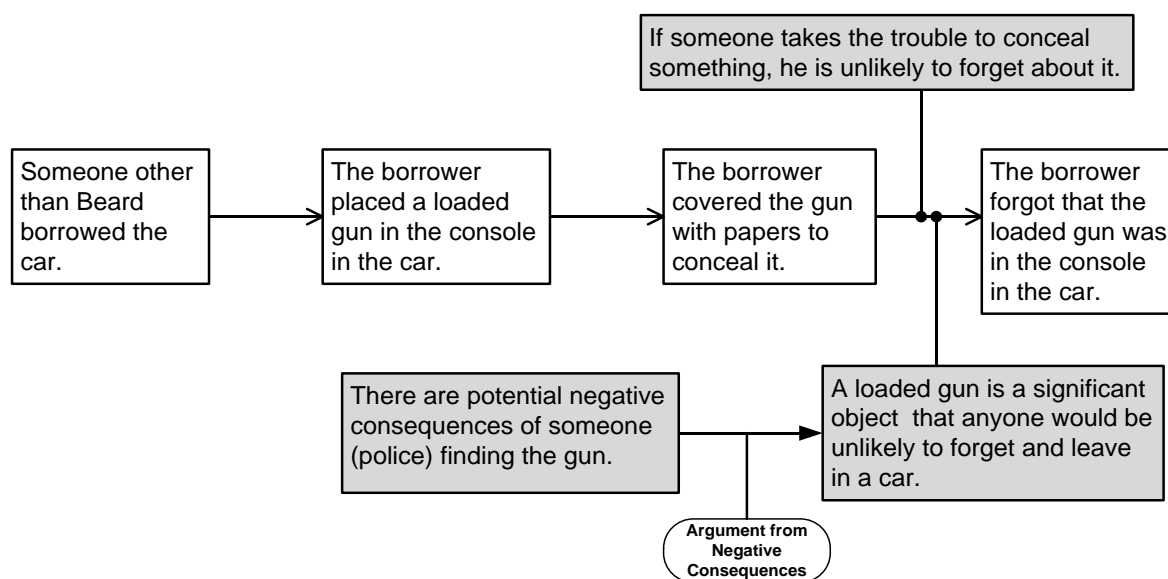 If someone takes the trouble to conceal
something, he is unlikely to forget about it.
Someone other
than Beard
borrowed the
car.
The borrower
placed a loaded
gun in the console
in the car.
The borrower
covered the gun
with papers to
conceal it.
The borrower
forgot that the
loaded gun was
in the console
in the car.
There are potential negative
consequences of someone
(police) finding the gun.
A loaded gun is a significant
object  that anyone would be
unlikely to forget and leave
in a car.
Argument from
Negative
Consequences